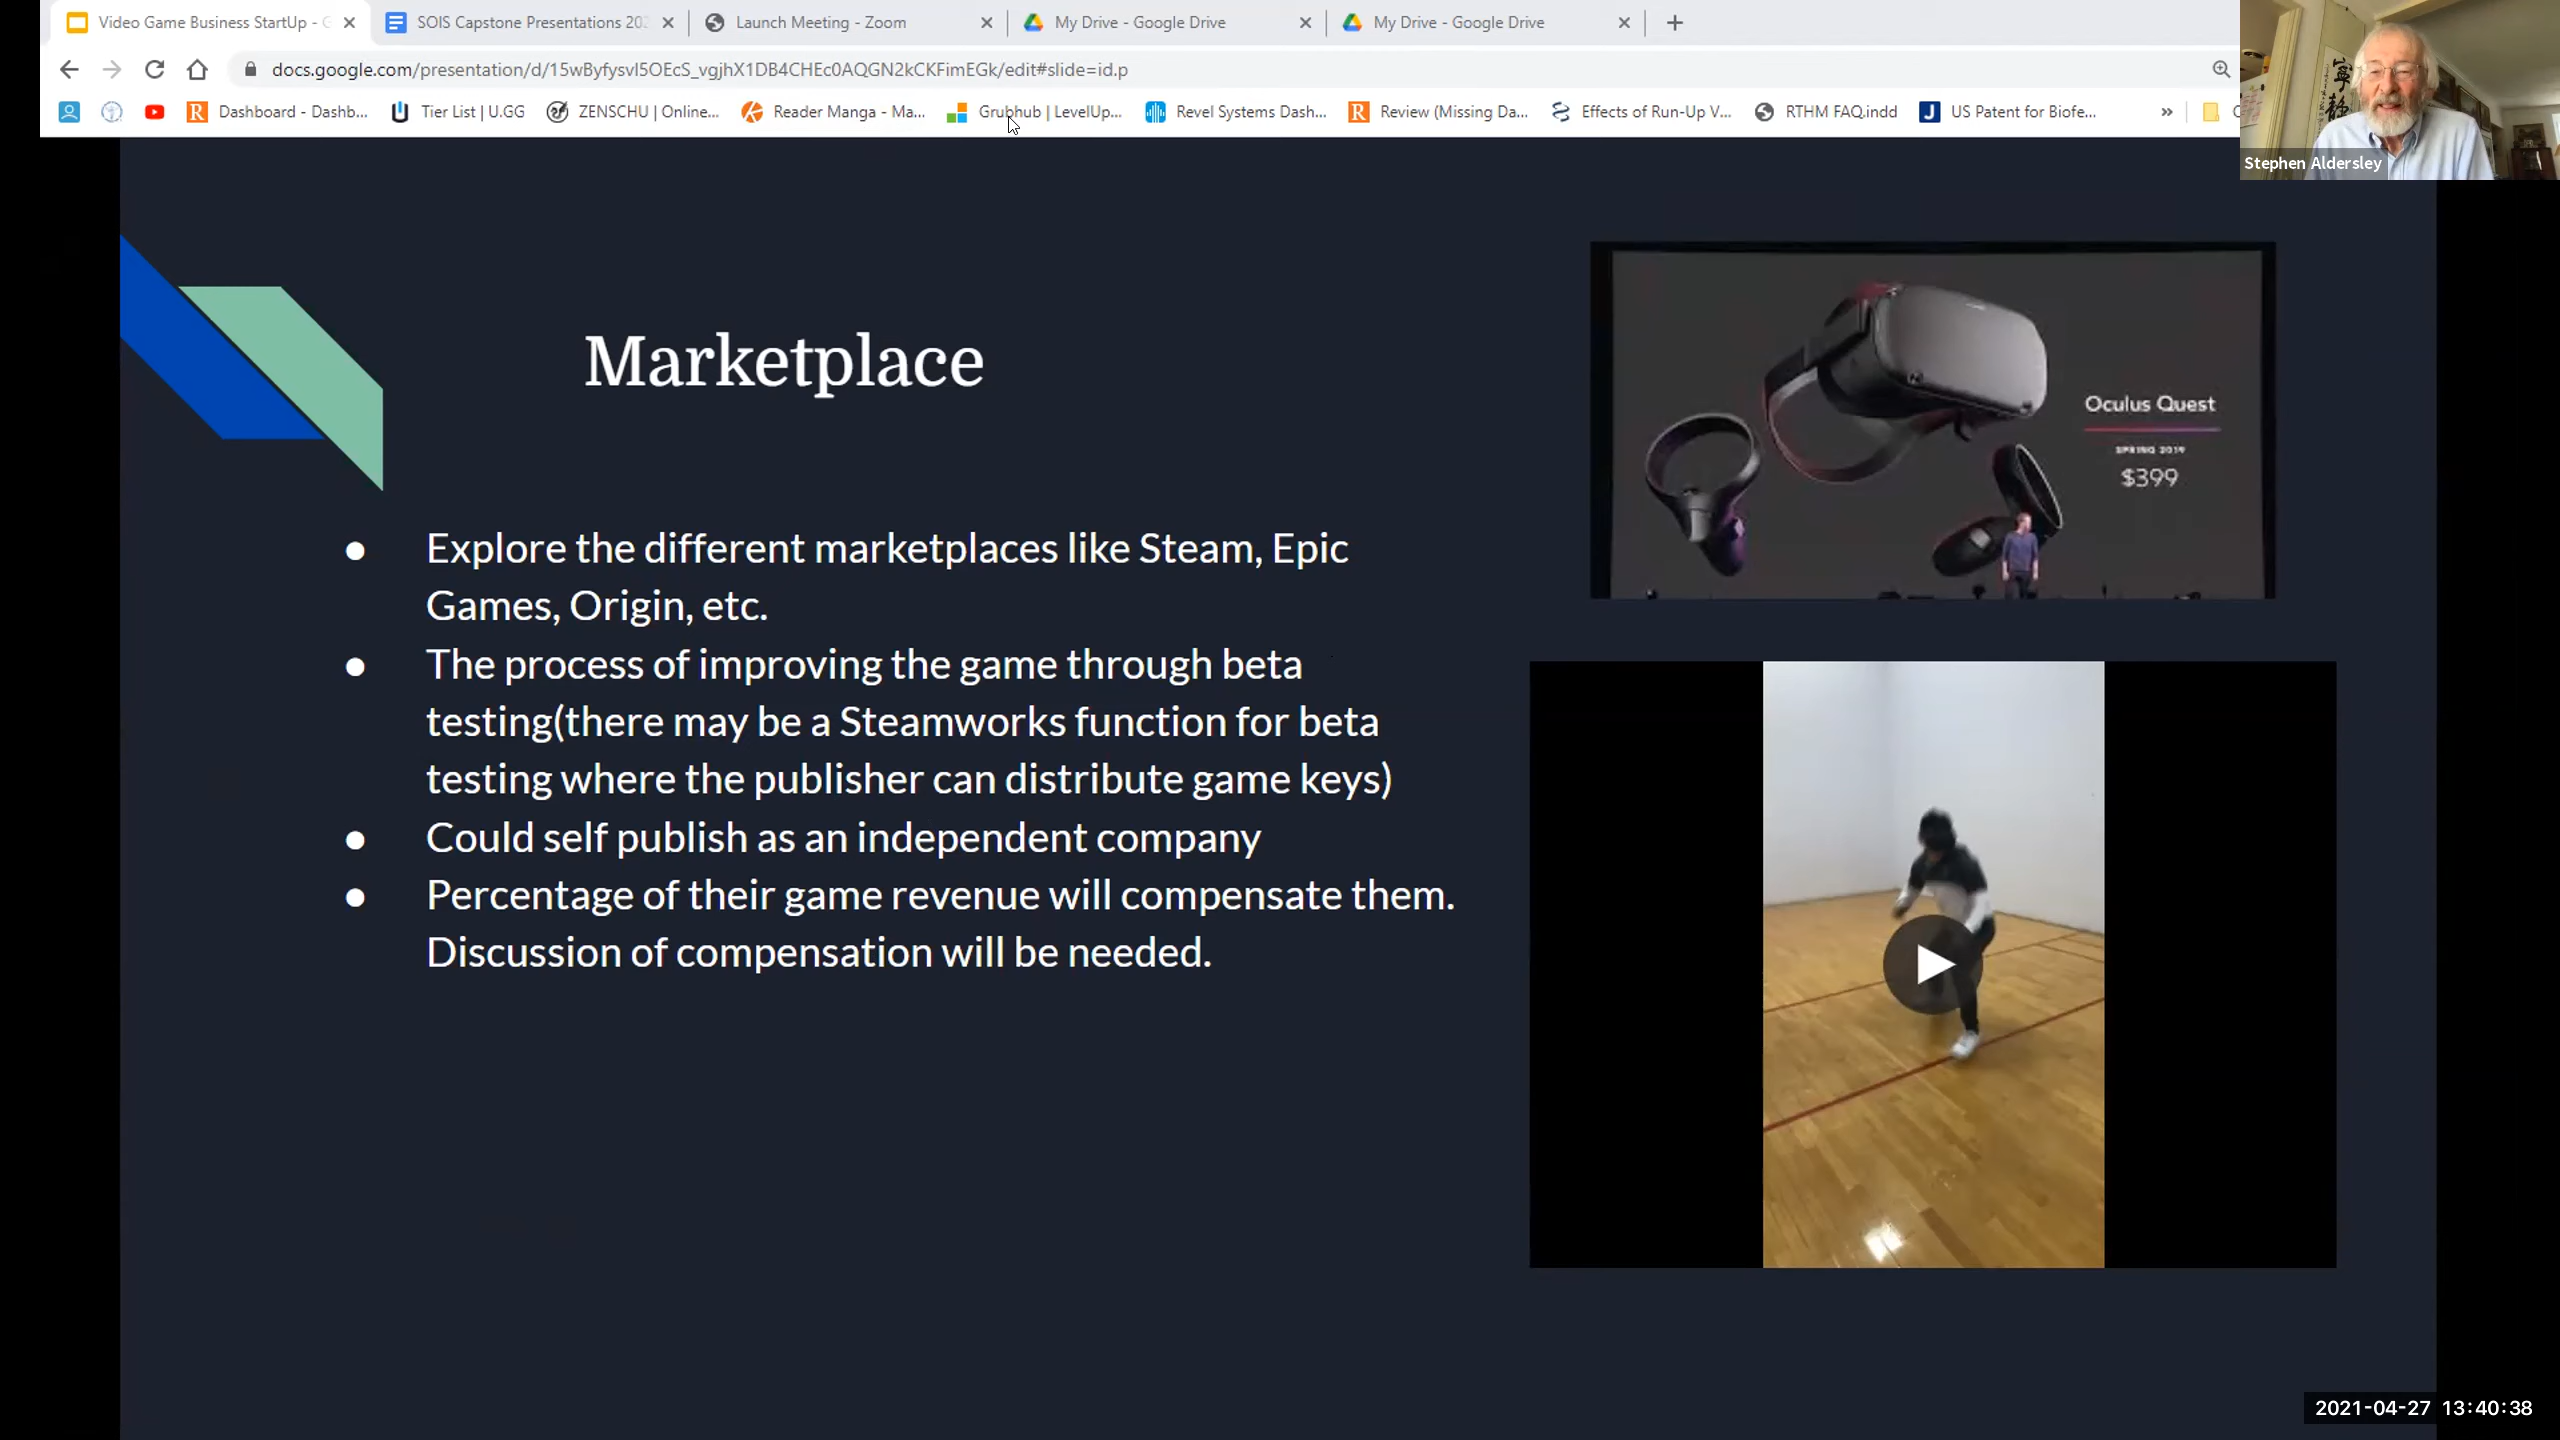 Video Game Business StartUp - G
SOIS Capstone Presentations 202
Launch Meeting - Zoom
My Drive - Google Drive
My Drive - Google Drive
docs.google.com/presentation/d/15wByfysvI5OEcS_vgjhX1DB4CHEc0AQGN2kCKFimEGk/edit#slide=id.p
Dashboard - Dashb...
Tier List | U.GG
ZENSCHU | Online...
Reader Manga - Ma...
Grubhub | LevelUp...
Revel Systems Dash...
Review (Missing Da...
Effects of Run-Up V...
RTHM FAQ.indd
US Patent for Biofe...
寧静
Stephen Aldersley
Marketplace
Oculus Quest
SPRING 2019
$399
● Explore the different marketplaces like Steam, Epic
Games, Origin, etc.
● The process of improving the game through beta
testing(there may be a Steamworks function for beta
testing where the publisher can distribute game keys)
● Could self publish as an independent company
● Percentage of their game revenue will compensate them.
Discussion of compensation will be needed.
2021-04-27 13:40:38